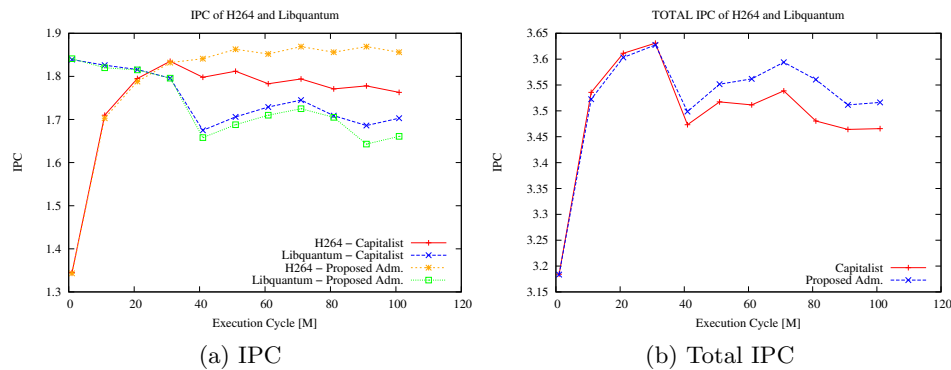 IPC of H264 and Libquantum
1.9
1.8
1.7
1.6
1.5
1.4
1.3
IPC
0 20 40 60 80 100 120
Execution Cycle [M]
H264 – Capitalist
Libquantum – Capitalist
H264 – Proposed Adm.
Libquantum – Proposed Adm.
(a) IPC
TOTAL IPC of H264 and Libquantum
3.65
3.6
3.55
3.5
3.45
3.4
3.35
3.3
3.25
3.2
3.15
IPC
0 20 40 60 80 100 120
Execution Cycle [M]
Capitalist
Proposed Adm.
(b) Total IPC